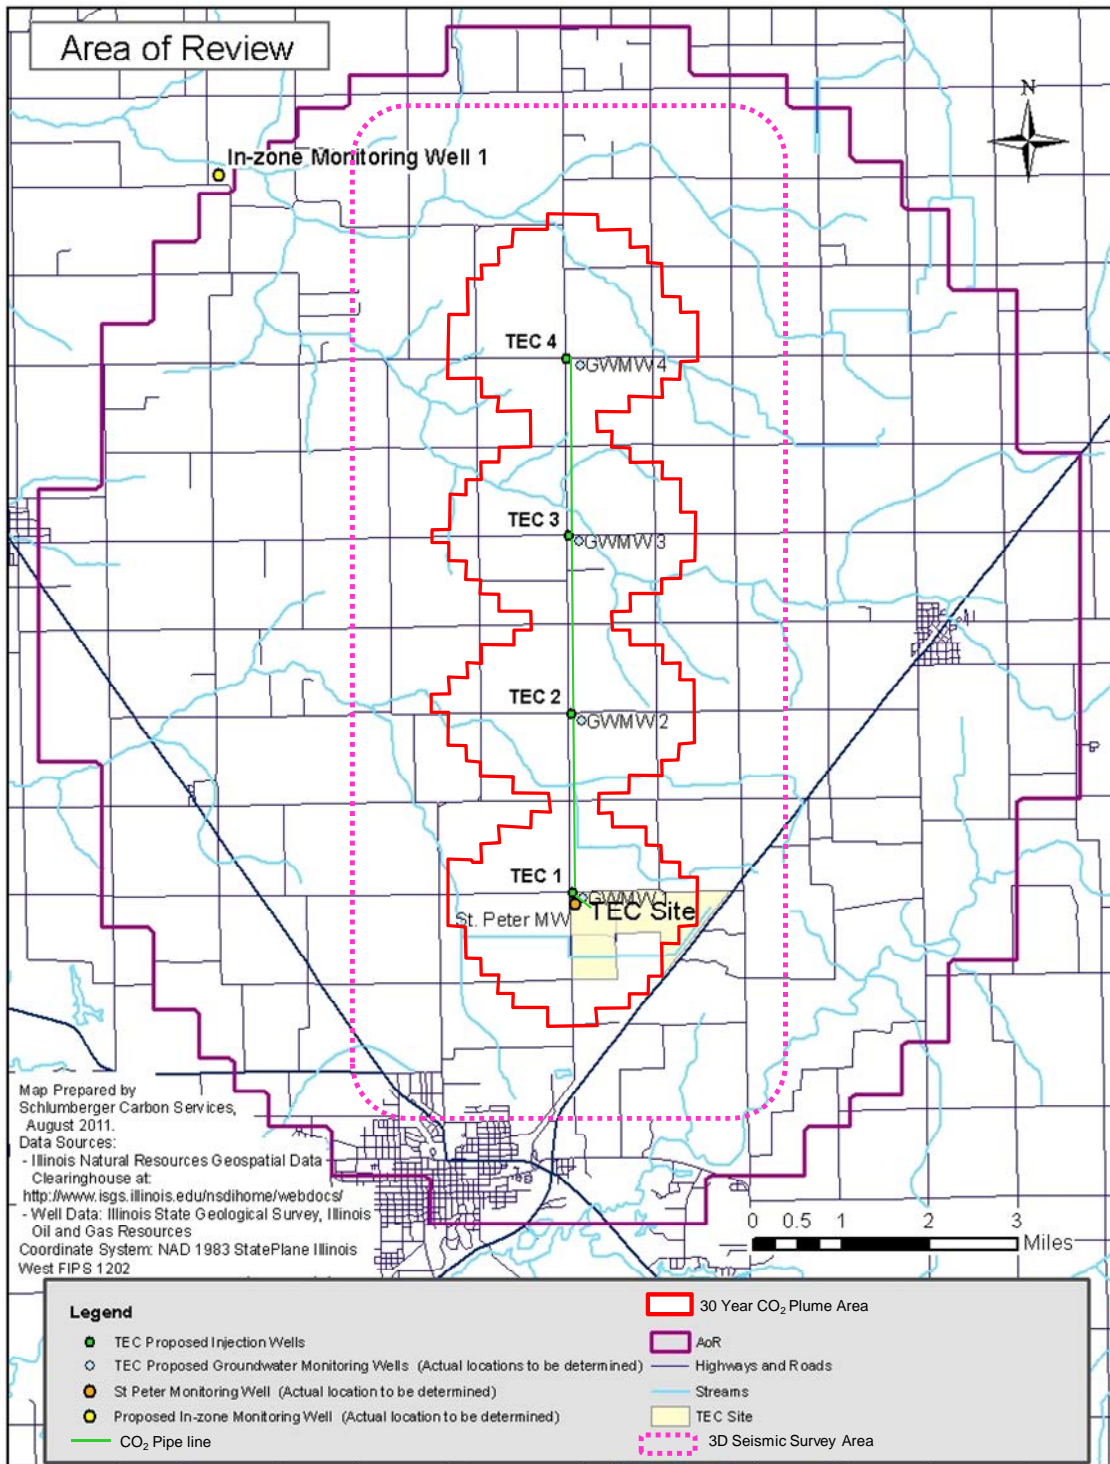 Area of Review
N
In-zone Monitoring Well 1
TEC 4
GWMW 4
TEC 3
GWMW 3
TEC 2
GWMW 2
TEC 1
GWMW 1
TEC Site
St. Peter MW
Map Prepared by
Schlumberger Carbon Services,
August 2011.
Data Sources:
- Illinois Natural Resources Geospatial Data
Clearinghouse at:
http://www.isgs.illinois.edu/nsdihome/webdocs/
- Well Data: Illinois State Geological Survey, Illinois
Oil and Gas Resources
Coordinate System: NAD 1983 StatePlane Illinois
West FIPS 1202
0 0.5 1 2 3
Miles
Legend
TEC Proposed Injection Wells
TEC Proposed Groundwater Monitoring Wells (Actual locations to be determined)
St Peter Monitoring Well (Actual location to be determined)
Proposed In-zone Monitoring Well (Actual location to be determined)
CO₂ Pipe line
30 Year CO₂ Plume Area
AoR
Highways and Roads
Streams
TEC Site
3D Seismic Survey Area